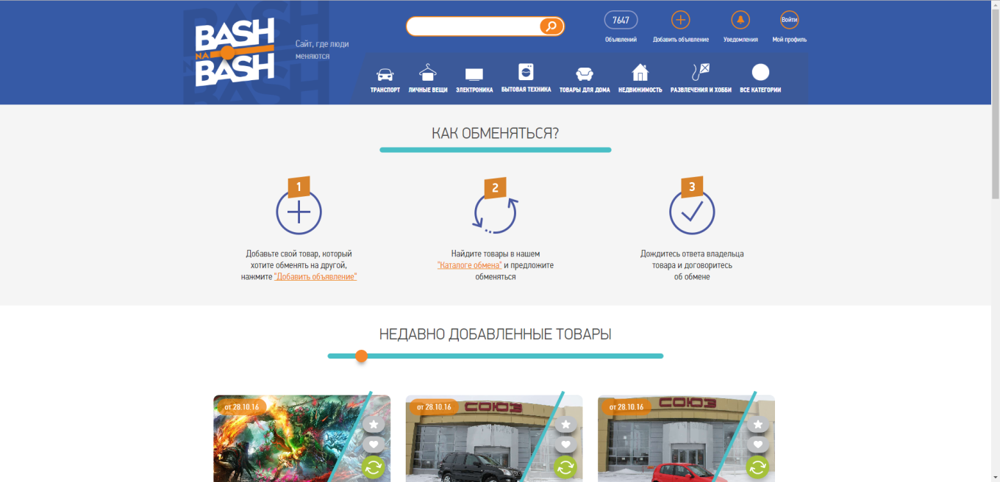 BASH
NA
BASH
Сайт, где люди
меняются
7647
Объявлений
Добавить объявление
Уведомления
Войти
Мой профиль
ТРАНСПОРТ
ЛИЧНЫЕ ВЕЩИ
ЭЛЕКТРОНИКА
БЫТОВАЯ ТЕХНИКА
ТОВАРЫ ДЛЯ ДОМА
НЕДВИЖИМОСТЬ
РАЗВЛЕЧЕНИЯ И ХОББИ
ВСЕ КАТЕГОРИИ
КАК ОБМЕНЯТЬСЯ?
1
Добавьте свой товар, который
хотите обменять на другой,
нажмите "Добавить объявление"
2
Найдите товары в нашем
"Каталоге обмена" и предложите
обменяться
3
Дождитесь ответа владельца
товара и договоритесь
об обмене
НЕДАВНО ДОБАВЛЕННЫЕ ТОВАРЫ
от 28.10.16
от 28.10.16
СОЮЗ
от 28.10.16
СОЮЗ